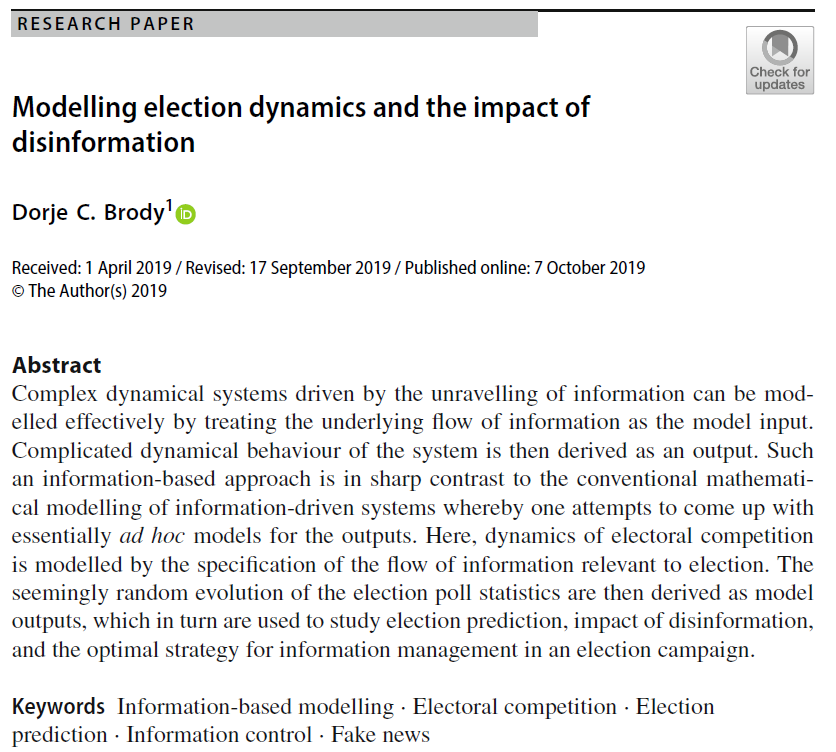 RESEARCH PAPER
Check for
updates
Modelling election dynamics and the impact of
disinformation
Dorje C. Brody1 iD
Received: 1 April 2019 / Revised: 17 September 2019 / Published online: 7 October 2019
© The Author(s) 2019
Abstract
Complex dynamical systems driven by the unravelling of information can be mod-
elled effectively by treating the underlying flow of information as the model input.
Complicated dynamical behaviour of the system is then derived as an output. Such
an information-based approach is in sharp contrast to the conventional mathemati-
cal modelling of information-driven systems whereby one attempts to come up with
essentially ad hoc models for the outputs. Here, dynamics of electoral competition
is modelled by the specification of the flow of information relevant to election. The
seemingly random evolution of the election poll statistics are then derived as model
outputs, which in turn are used to study election prediction, impact of disinformation,
and the optimal strategy for information management in an election campaign.
Keywords Information-based modelling · Electoral competition · Election
prediction · Information control · Fake news